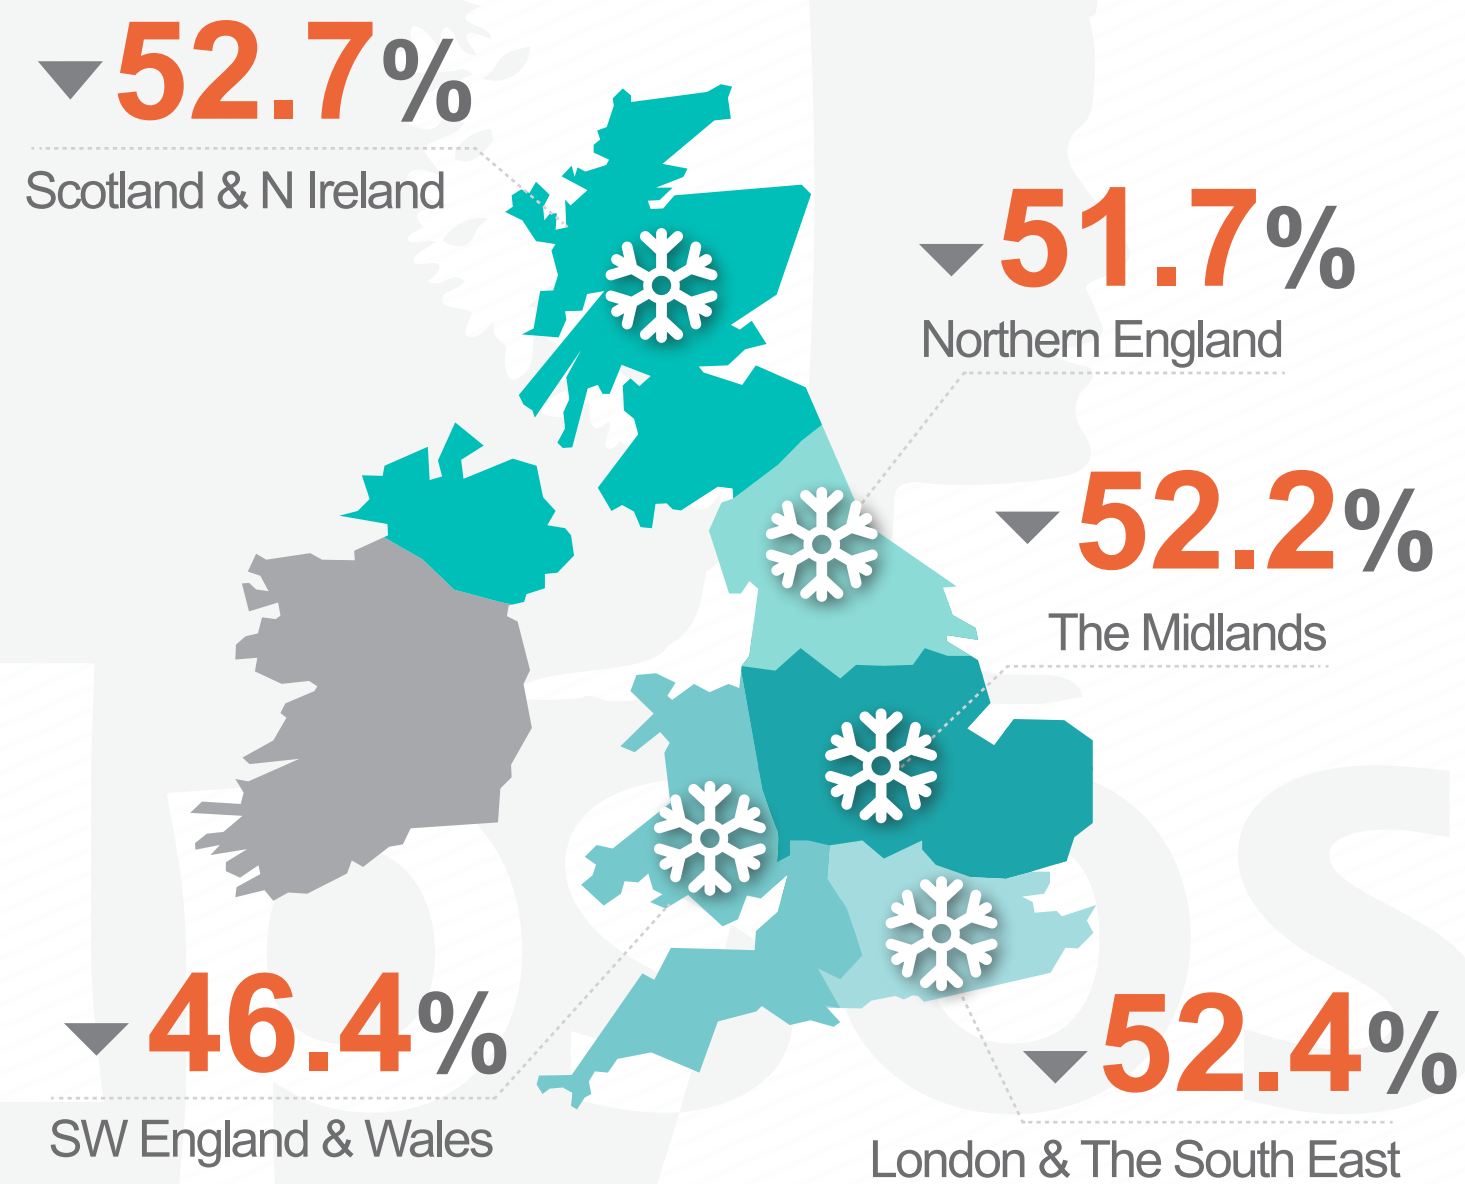 ▼52.7%
Scotland & N Ireland
▼51.7%
Northern England
▼52.2%
The Midlands
▼46.4%
SW England & Wales
▼52.4%
London & The South East